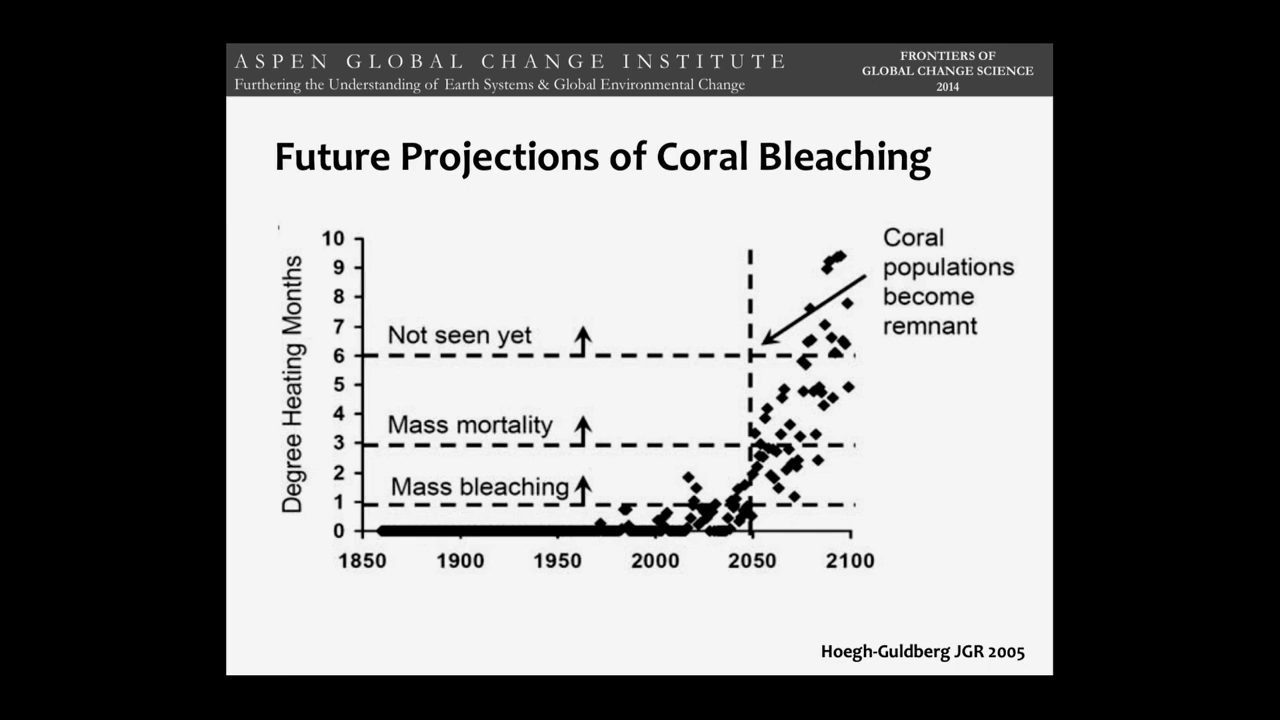 ASPEN GLOBAL CHANGE INSTITUTE
Furthering the Understanding of Earth Systems & Global Environmental Change
FRONTIERS OF
GLOBAL CHANGE SCIENCE
2014
Future Projections of Coral Bleaching
Degree Heating Months
10
9
8
7
6
5
4
3
2
1
0
Not seen yet
Mass mortality
Mass bleaching
Coral
populations
become
remnant
1850 1900 1950 2000 2050 2100
Hoegh-Guldberg JGR 2005